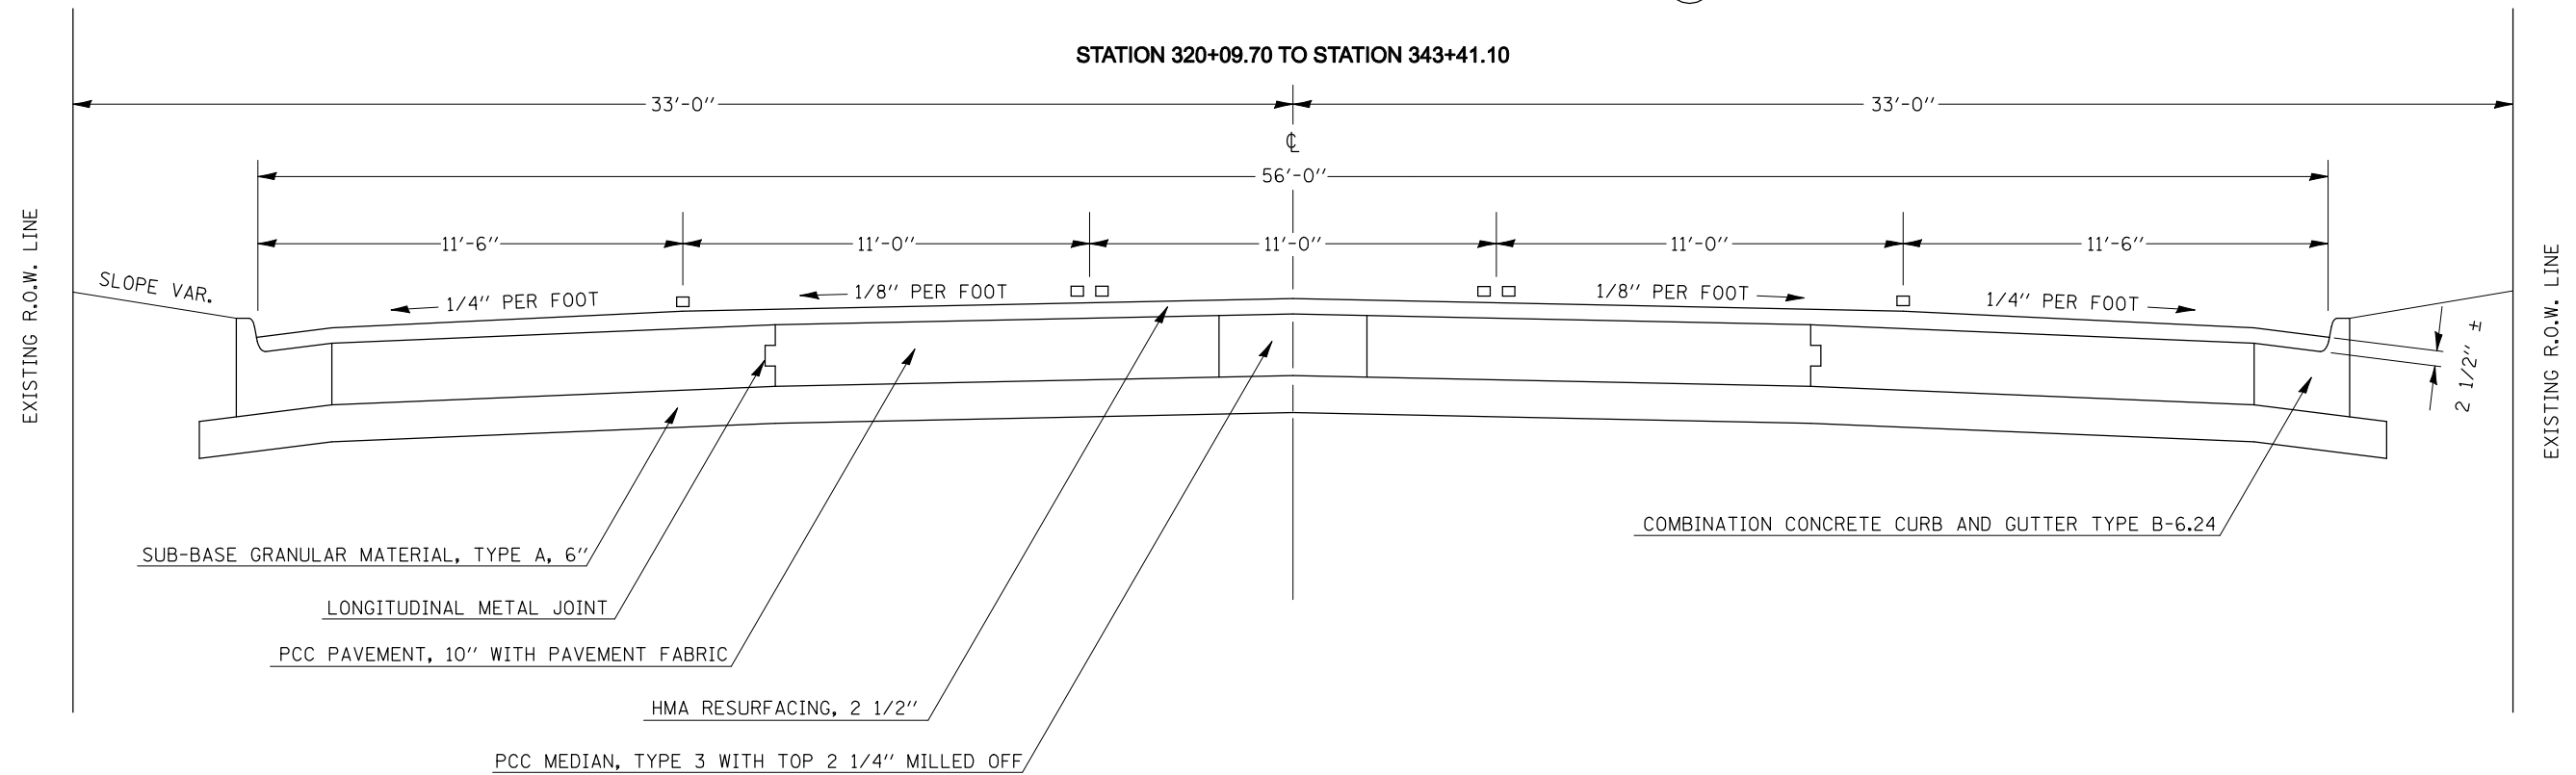 STATION 320+09.70 TO STATION 343+41.10
33'-0"
33'-0"
℄
56'-0"
11'-6"
11'-0"
11'-0"
11'-0"
11'-6"
EXISTING R.O.W. LINE
SLOPE VAR.
1/4" PER FOOT
1/8" PER FOOT
1/8" PER FOOT
1/4" PER FOOT
2 1/2" ±
EXISTING R.O.W. LINE
COMBINATION CONCRETE CURB AND GUTTER TYPE B-6.24
SUB-BASE GRANULAR MATERIAL, TYPE A, 6"
LONGITUDINAL METAL JOINT
PCC PAVEMENT, 10" WITH PAVEMENT FABRIC
HMA RESURFACING, 2 1/2"
PCC MEDIAN, TYPE 3 WITH TOP 2 1/4" MILLED OFF